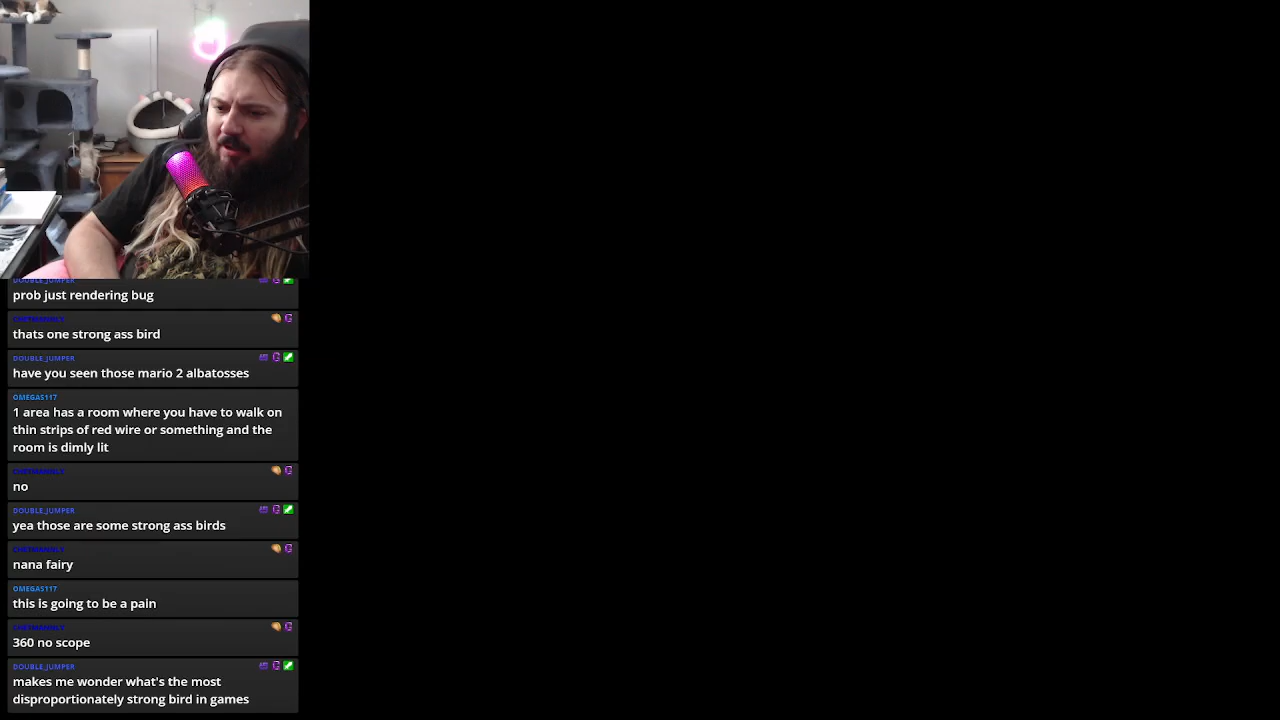 DOUBLE_JUMPER
prob just rendering bug
thats one strong ass bird
DOUBLE_JUMPER
have you seen those mario 2 albatosses
OMEGAS117
1 area has a room where you have to walk on
thin strips of red wire or something and the
room is dimly lit
no
DOUBLE_JUMPER
yea those are some strong ass birds
nana fairy
OMEGAS117
this is going to be a pain
360 no scope
DOUBLE_JUMPER
makes me wonder what's the most
disproportionately strong bird in games